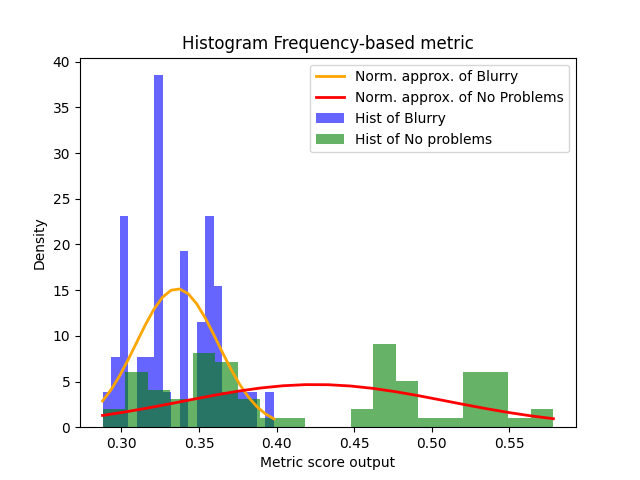 Histogram Frequency-based metric
Norm. approx. of Blurry
Norm. approx. of No Problems
Hist of Blurry
Hist of No problems
40
35
30
25
20
15
10
5
0
Density
0.30 0.35 0.40 0.45 0.50 0.55
Metric score output